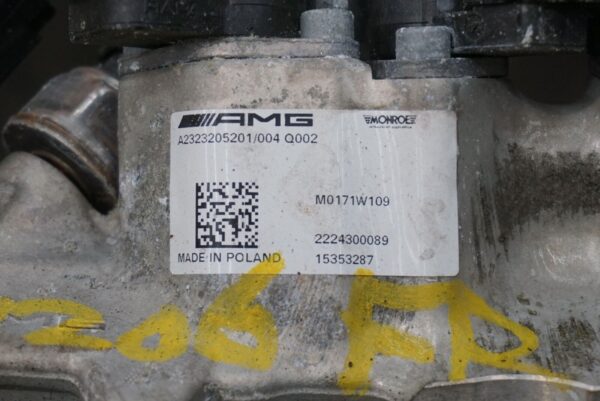 AMG
MONROE
A2323205201/004 Q002
M0171W109
2224300089
MADE IN POLAND
15353287
206 FR